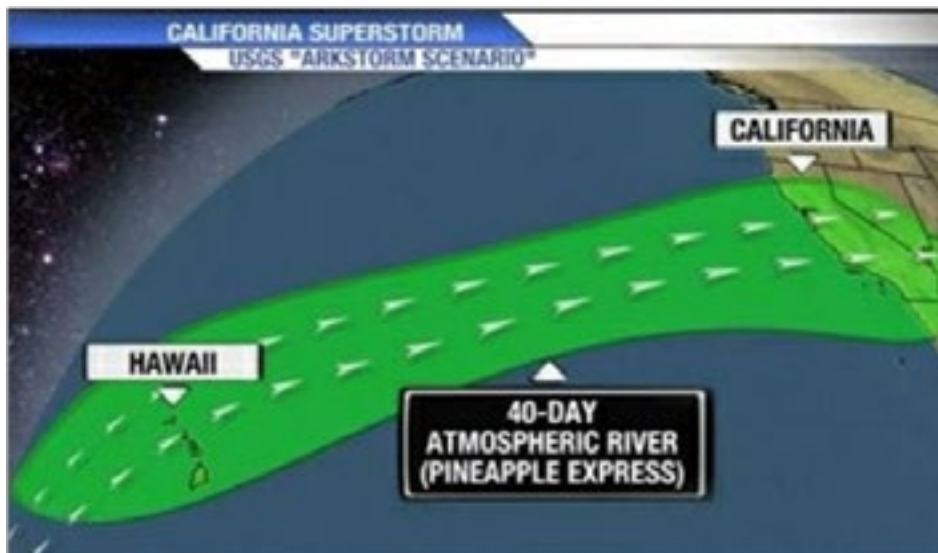 CALIFORNIA SUPERSTORM
USGS "ARKSTORM SCENARIO"
CALIFORNIA
HAWAII
40-DAY
ATMOSPHERIC RIVER
(PINEAPPLE EXPRESS)